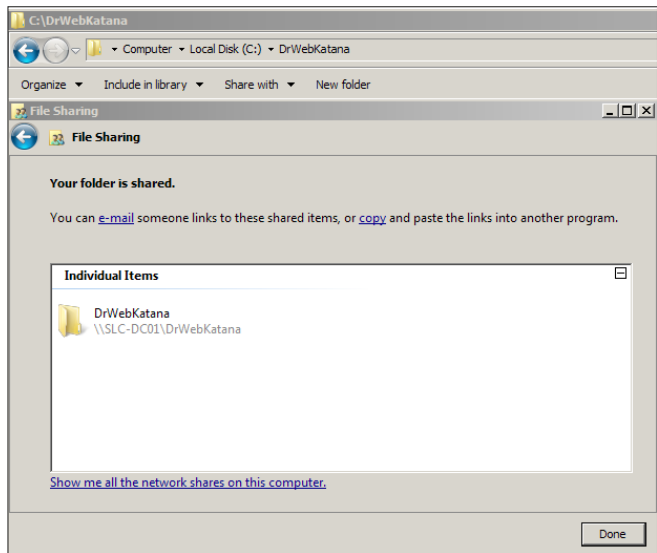 C:\DrWebKatana
Computer Local Disk (C:) DrWebKatana
Organize Include in library Share with New folder
File Sharing
File Sharing
Your folder is shared.
You can e-mail someone links to these shared items, or copy and paste the links into another program.
Individual Items
DrWebKatana
\\SLC-DC01\DrWebKatana
Show me all the network shares on this computer.
Done